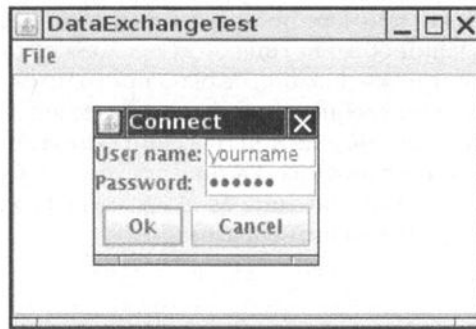 DataExchangeTest
File
Connect
User name: yourname
Password: ••••••
Ok Cancel